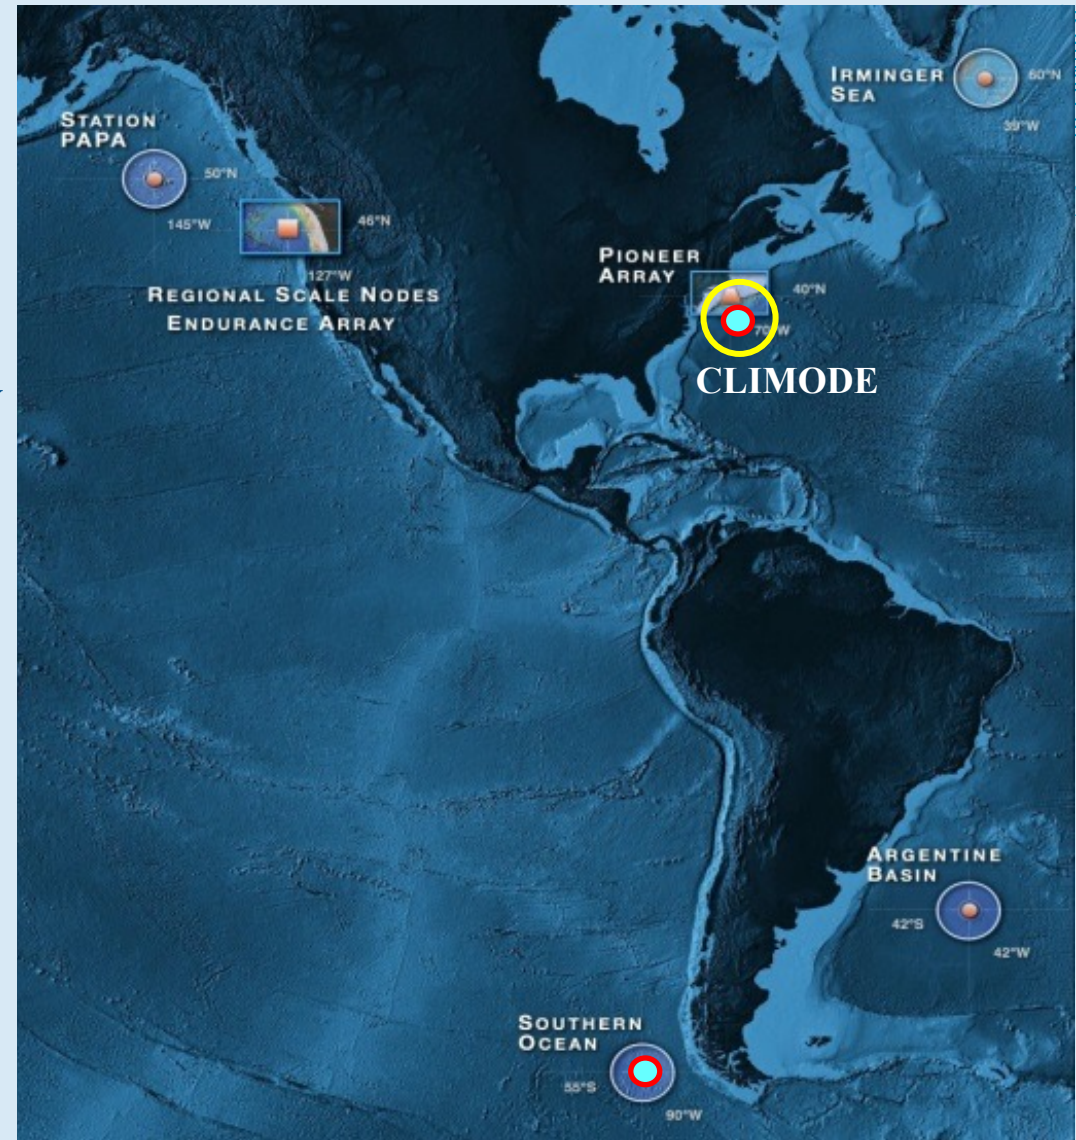 IRMINGER
SEA
60°N
39°W
STATION
PAPA
50°N
145°W
46°N
127°W
REGIONAL SCALE NODES
ENDURANCE ARRAY
PIONEER
ARRAY
40°N
70°W
CLIMODE
ARGENTINE
BASIN
42°S
42°W
SOUTHERN
OCEAN
55°S
90°W